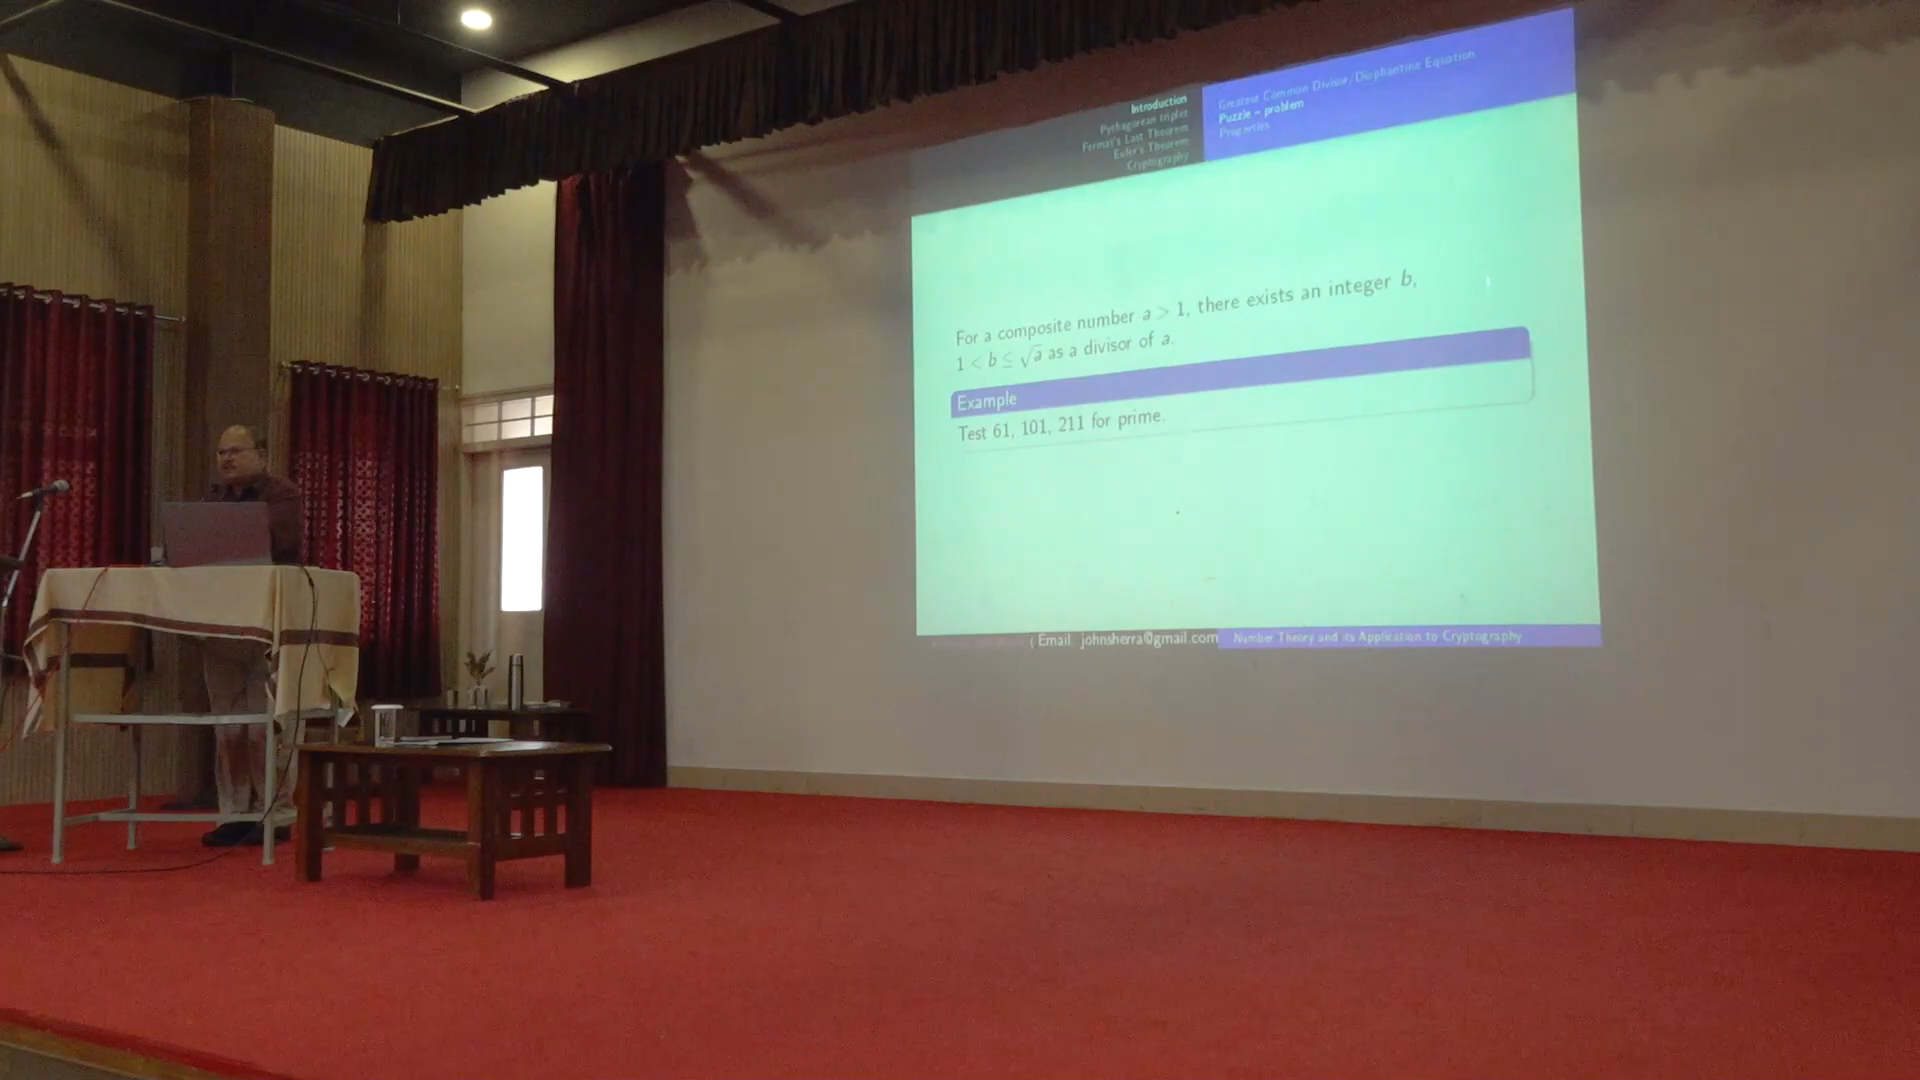 Introduction
Pythagorean triplet
Fermat's Last Theorem
Euler's Theorem
Cryptography
Greatest Common Divisor, Diophantine Equation
Puzzle – problem
Properties
For a composite number a > 1, there exists an integer b,
1 < b ≤ √a as a divisor of a.
Example
Test 61, 101, 211 for prime.
( Email johnsherra@gmail.com
Number Theory and its Application to Cryptography